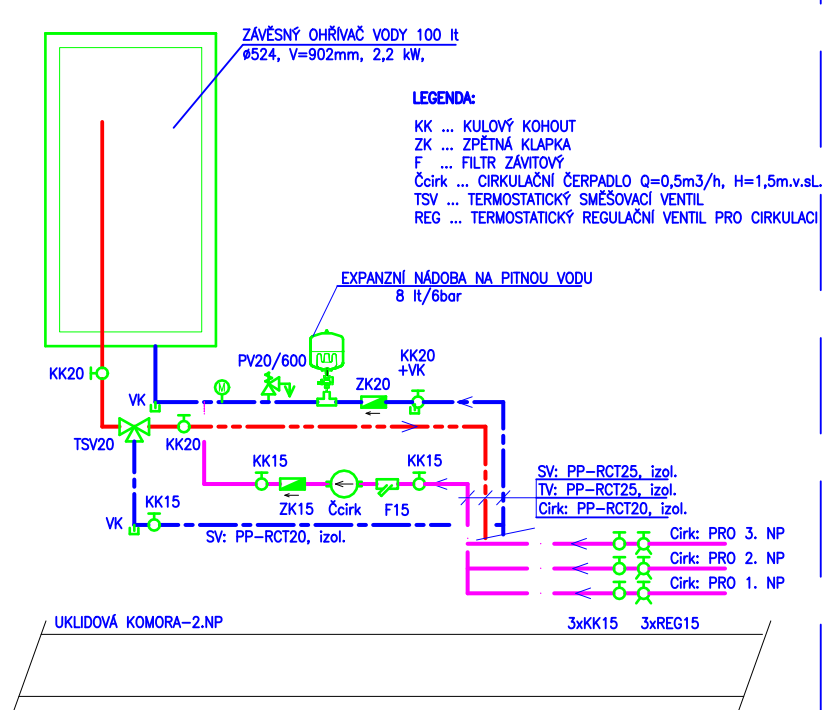 ZÁVĚSNÝ OHŘÍVAČ VODY 100 lt
ø524, V=902mm, 2,2 kW,
LEGENDA:
KK ... KULOVÝ KOHOUT
ZK ... ZPĚTNÁ KLAPKA
F ... FILTR ZÁVITOVÝ
Čcirk ... CIRKULAČNÍ ČERPADLO Q=0,5m3/h, H=1,5m.v.sL.
TSV ... TERMOSTATICKÝ SMĚŠOVACÍ VENTIL
REG ... TERMOSTATICKÝ REGULAČNÍ VENTIL PRO CIRKULACI
EXPANZNÍ NÁDOBA NA PITNOU VODU
8 lt/6bar
PV20/600
KK20
+VK
KK20
ZK20
M
VK
TSV20
KK20
KK15
KK15
ZK15
Čcirk
F15
SV: PP-RCT25, izol.
TV: PP-RCT25, izol.
Cirk: PP-RCT20, izol.
KK15
VK
SV: PP-RCT20, izol.
Cirk: PRO 3. NP
Cirk: PRO 2. NP
Cirk: PRO 1. NP
UKLIDOVÁ KOMORA-2.NP
3xKK15
3xREG15